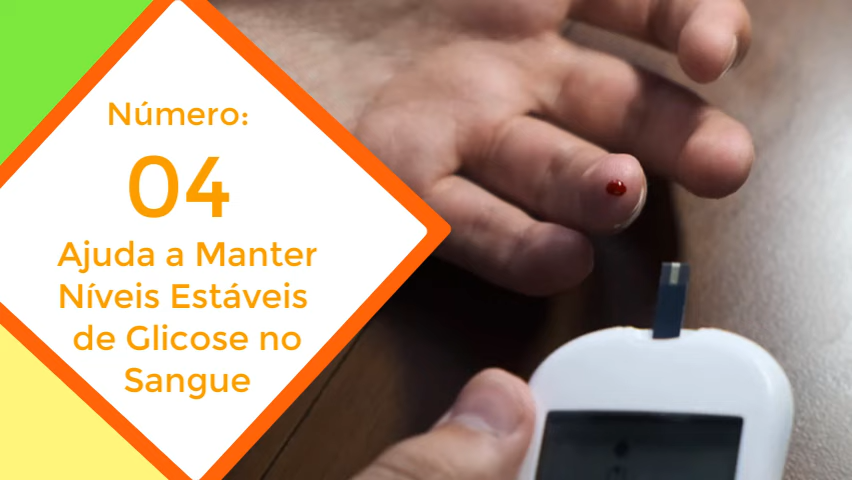 Número:
04
Ajuda a Manter
Níveis Estáveis
de Glicose no
Sangue